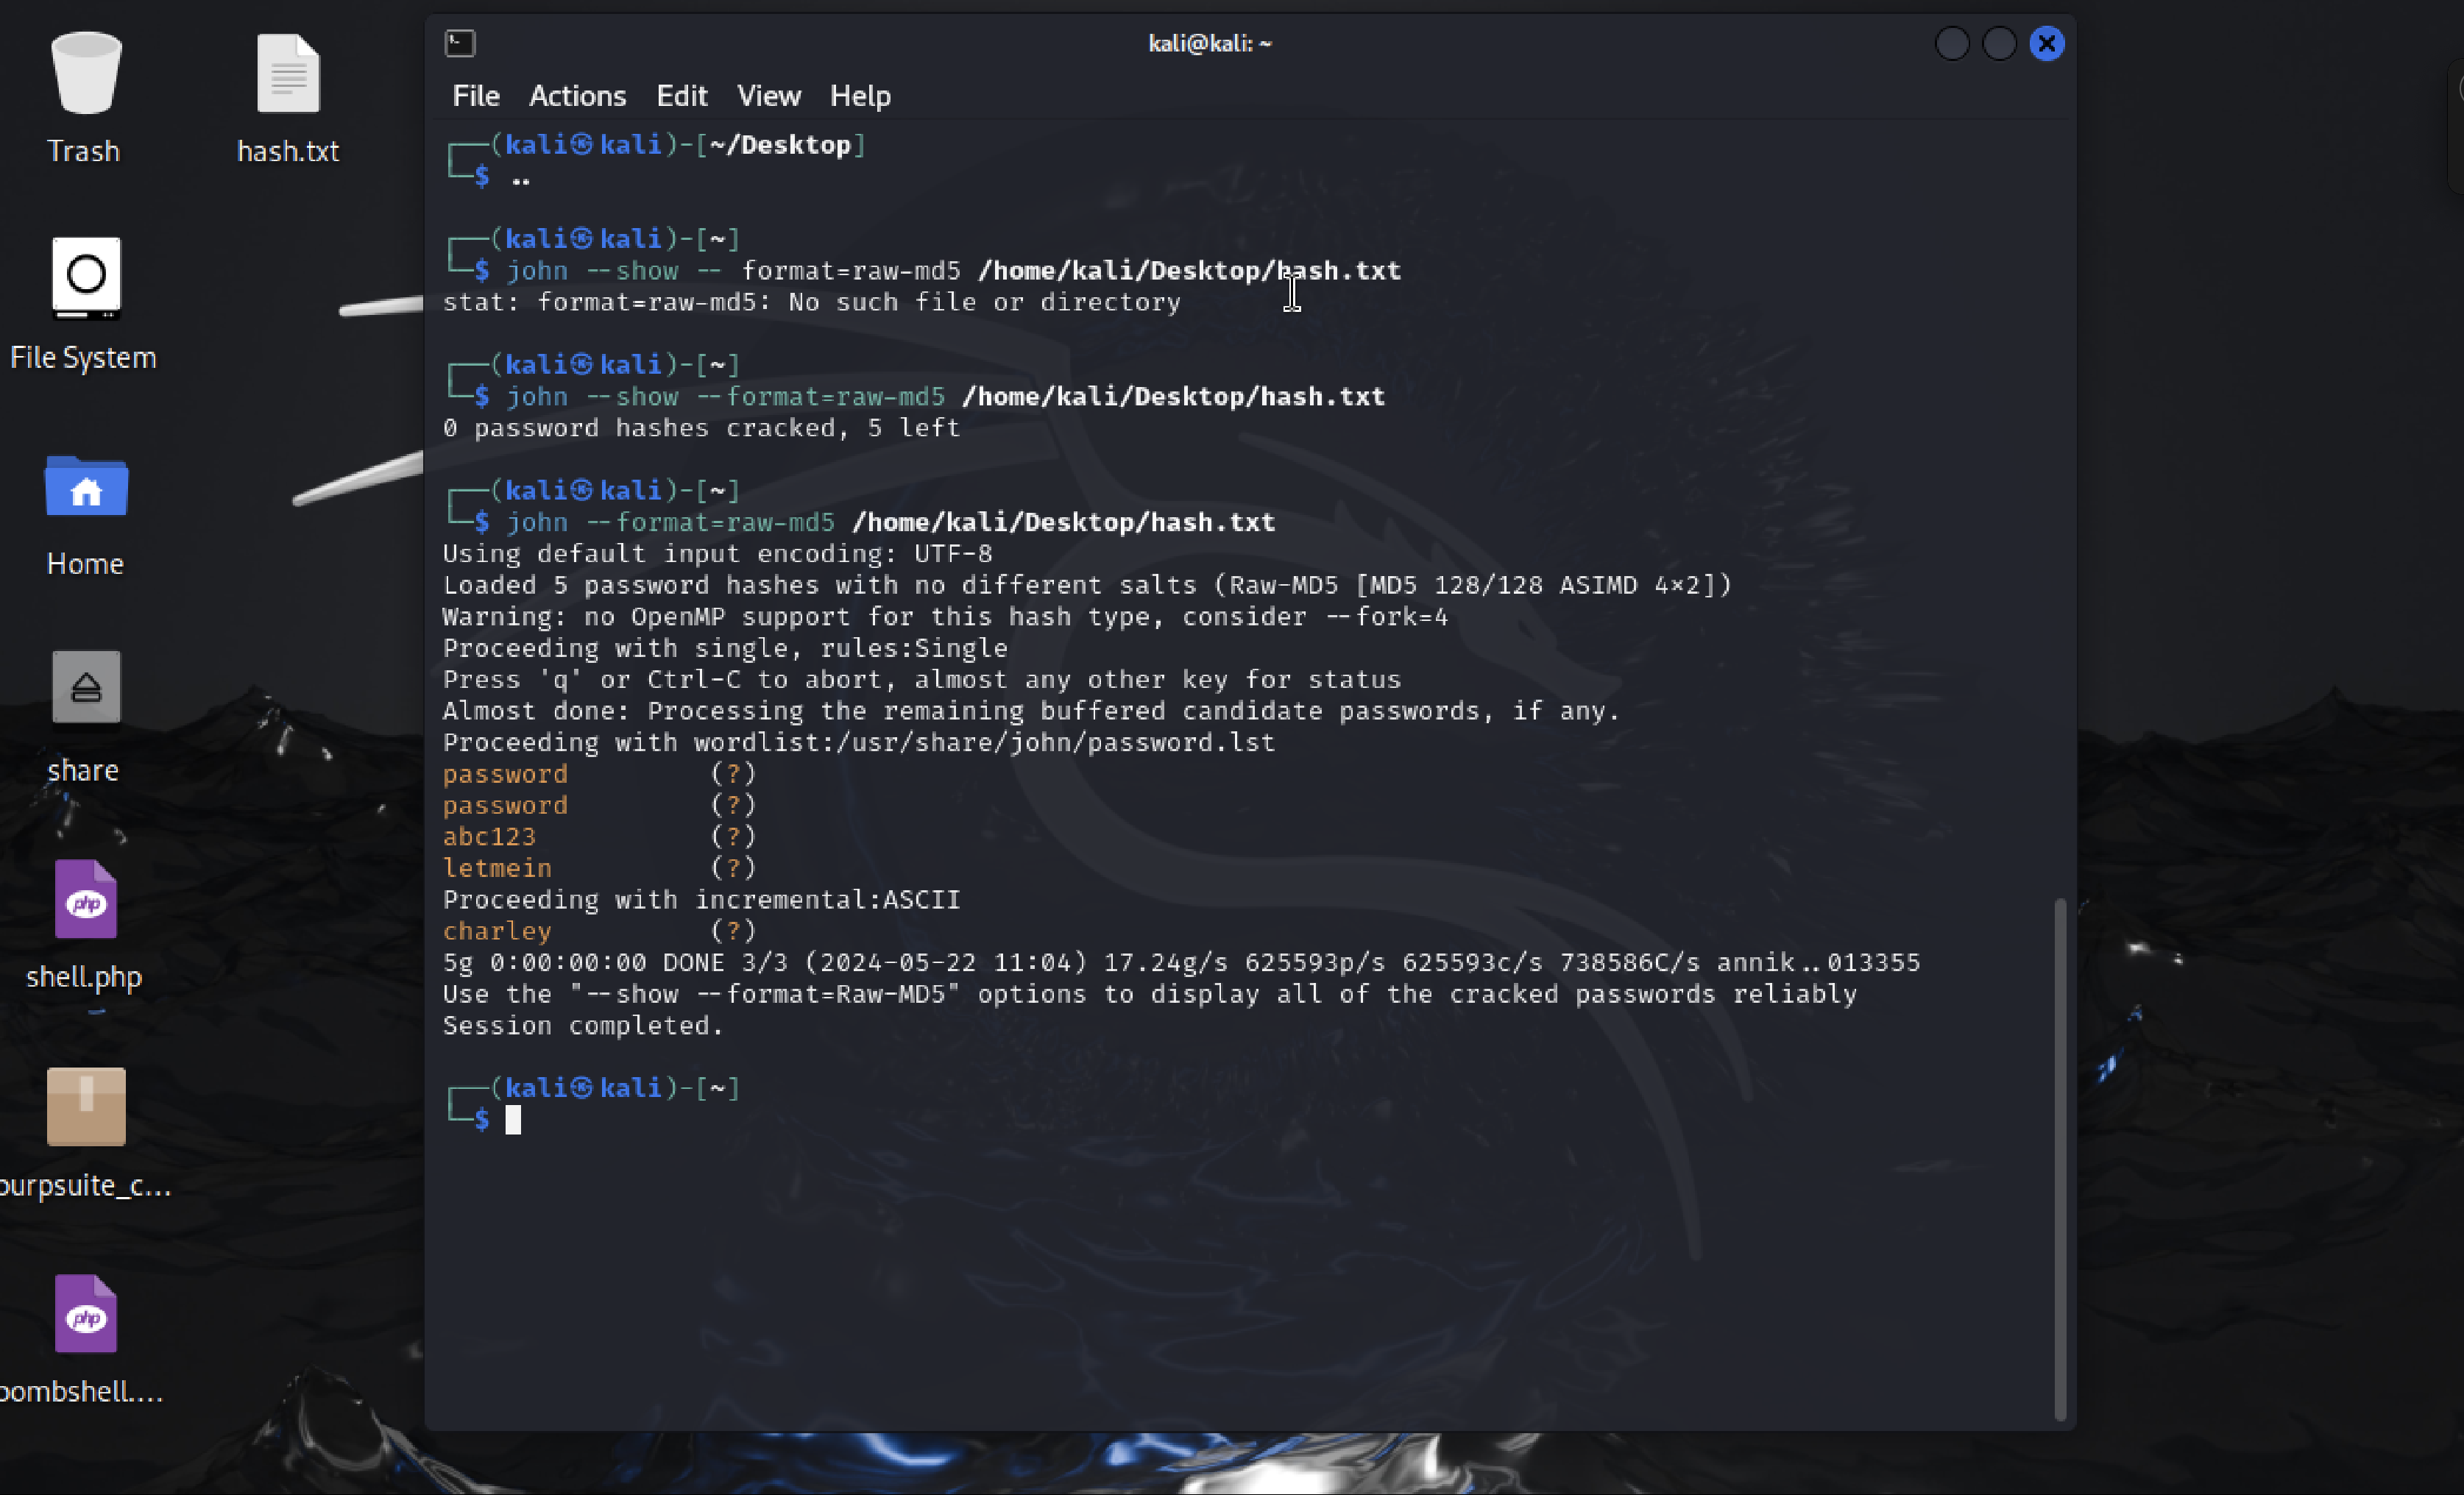 Trash
hash.txt
File System
Home
share
shell.php
burpsuite_c...
bombshell....
kali@kali: ~
File Actions Edit View Help
┌──(kali㉿kali)-[~/Desktop]
└─$ ..
┌──(kali㉿kali)-[~]
└─$ john --show -- format=raw-md5 /home/kali/Desktop/hash.txt
stat: format=raw-md5: No such file or directory
┌──(kali㉿kali)-[~]
└─$ john --show --format=raw-md5 /home/kali/Desktop/hash.txt
0 password hashes cracked, 5 left
┌──(kali㉿kali)-[~]
└─$ john --format=raw-md5 /home/kali/Desktop/hash.txt
Using default input encoding: UTF-8
Loaded 5 password hashes with no different salts (Raw-MD5 [MD5 128/128 ASIMD 4×2])
Warning: no OpenMP support for this hash type, consider --fork=4
Proceeding with single, rules:Single
Press 'q' or Ctrl-C to abort, almost any other key for status
Almost done: Processing the remaining buffered candidate passwords, if any.
Proceeding with wordlist:/usr/share/john/password.lst
password (?)
password (?)
abc123 (?)
letmein (?)
Proceeding with incremental:ASCII
charley (?)
5g 0:00:00:00 DONE 3/3 (2024-05-22 11:04) 17.24g/s 625593p/s 625593c/s 738586C/s annik..013355
Use the "--show --format=Raw-MD5" options to display all of the cracked passwords reliably
Session completed.
┌──(kali㉿kali)-[~]
└─$